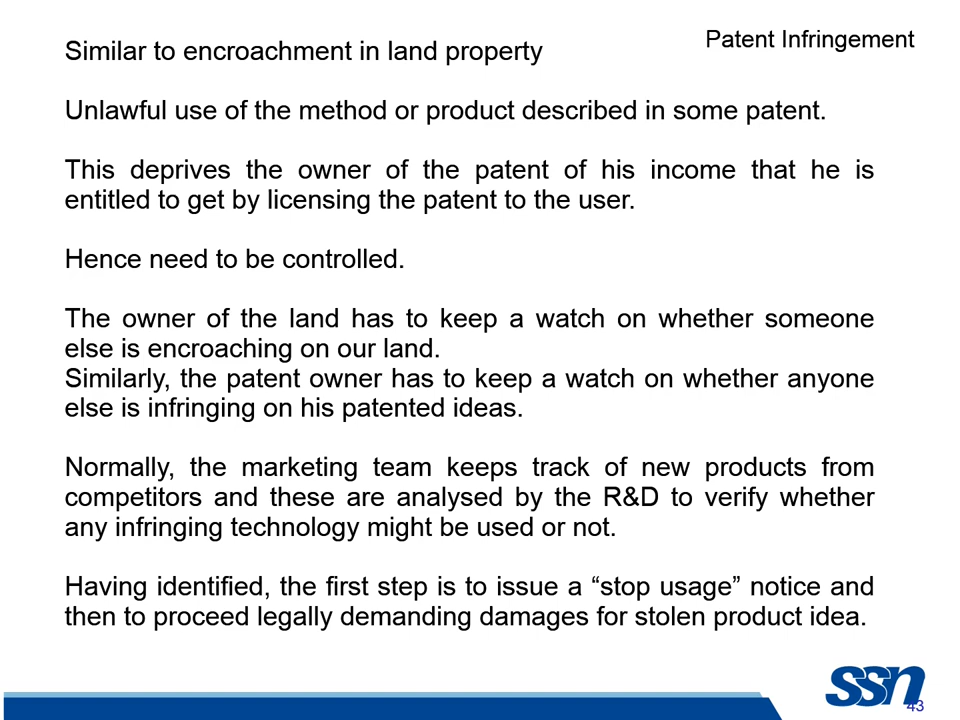 Patent Infringement
Similar to encroachment in land property
Unlawful use of the method or product described in some patent.
This deprives the owner of the patent of his income that he is
entitled to get by licensing the patent to the user.
Hence need to be controlled.
The owner of the land has to keep a watch on whether someone
else is encroaching on our land.
Similarly, the patent owner has to keep a watch on whether anyone
else is infringing on his patented ideas.
Normally, the marketing team keeps track of new products from
competitors and these are analysed by the R&D to verify whether
any infringing technology might be used or not.
Having identified, the first step is to issue a “stop usage” notice and
then to proceed legally demanding damages for stolen product idea.
ssn
43